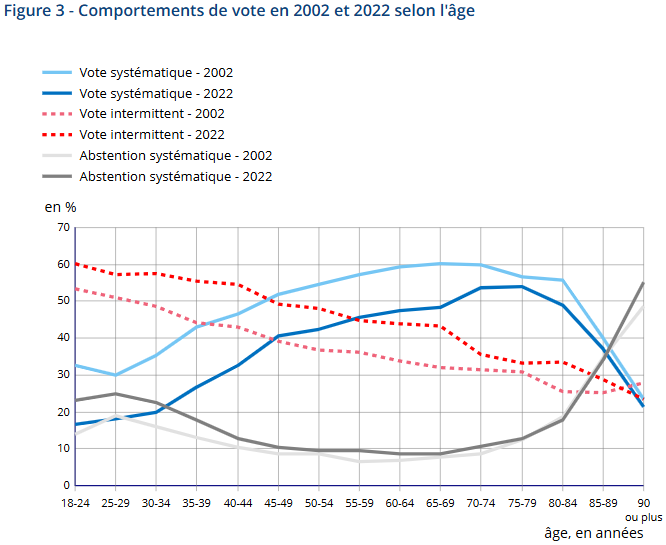 Figure 3 - Comportements de vote en 2002 et 2022 selon l'âge
Vote systématique - 2002
Vote systématique - 2022
Vote intermittent - 2002
Vote intermittent - 2022
Abstention systématique - 2002
Abstention systématique - 2022
en %
70
60
50
40
30
20
10
0
18-24 25-29 30-34 35-39 40-44 45-49 50-54 55-59 60-64 65-69 70-74 75-79 80-84 85-89 90
ou plus
âge, en années